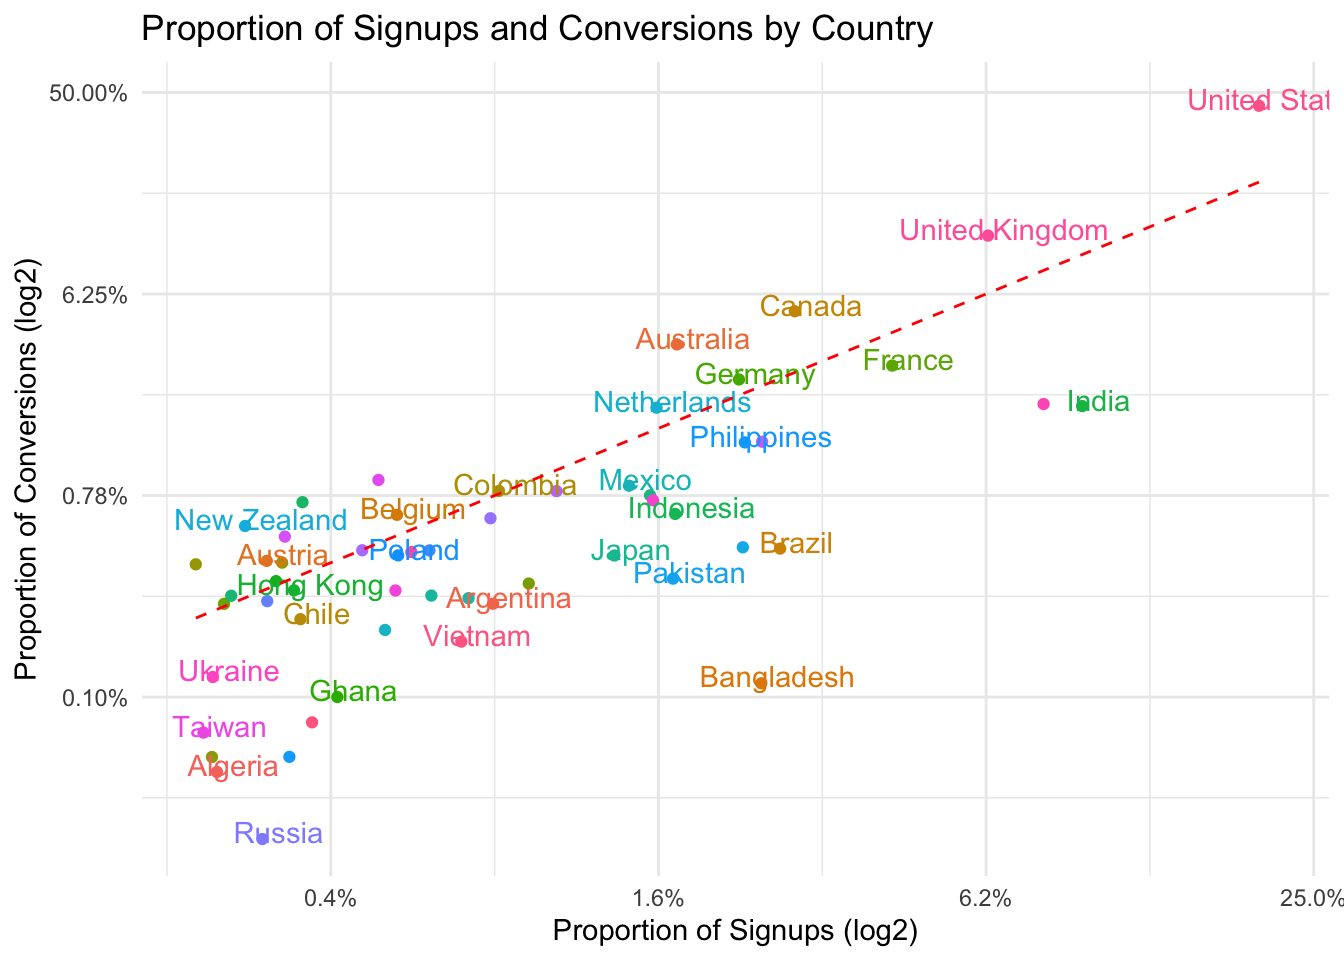 Proportion of Signups and Conversions by Country
50.00%
United Stat
United Kingdom
6.25%
Canada
Australia
France
Germany
Netherlands
India
Philippines
Mexico
Colombia
0.78%
Indonesia
Belgium
New Zealand
Brazil
Japan
Poland
Austria
Pakistan
Hong Kong
Argentina
Chile
Vietnam
Ukraine
Bangladesh
Ghana
0.10%
Taiwan
Algeria
Russia
0.4%
1.6%
6.2%
25.0%
Proportion of Signups (log2)
Proportion of Conversions (log2)